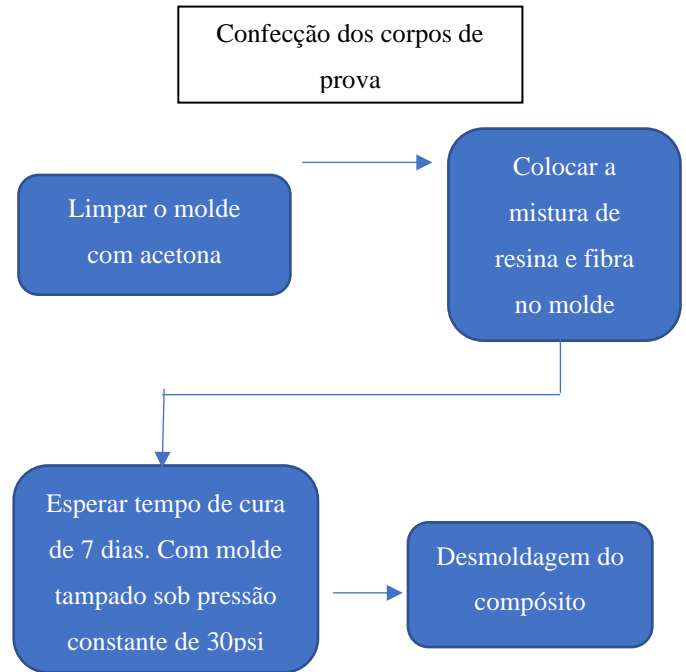 Confecção dos corpos de
prova
Limpar o molde
com acetona
Colocar a
mistura de
resina e fibra
no molde
Esperar tempo de cura
de 7 dias. Com molde
tampado sob pressão
constante de 30psi
Desmoldagem do
compósito